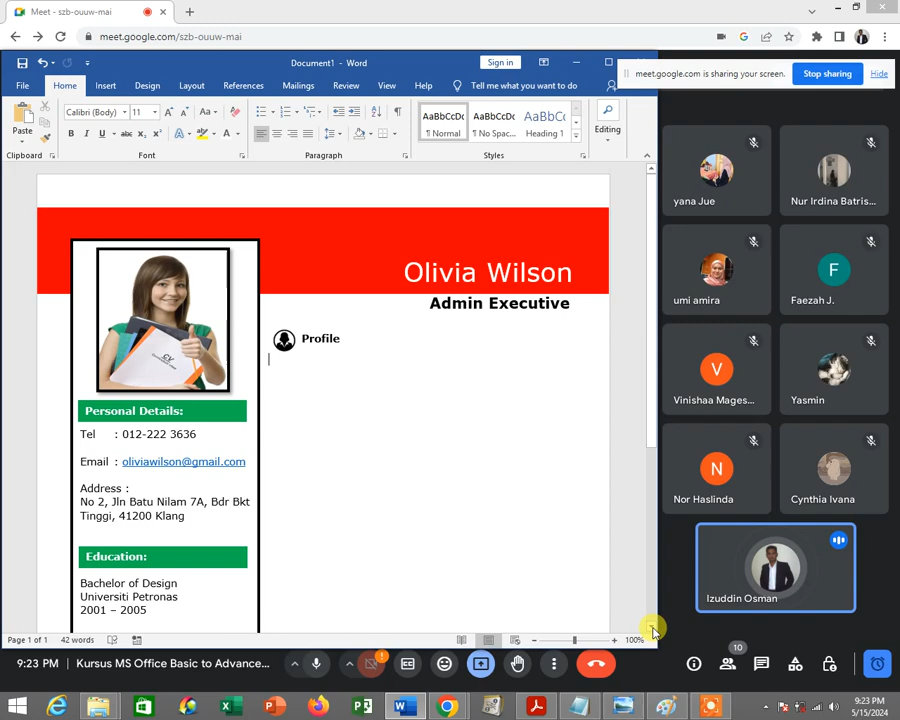 Meet - szb-ouuw-mai
meet.google.com/szb-ouuw-mai
Document1 - Word
Sign in
meet.google.com is sharing your screen.
Stop sharing
Hide
File
Home
Insert
Design
Layout
References
Mailings
Review
View
Help
Tell me what you want to do
Paste
Calibri (Body)
11
AaBbCcDc
AaBbCcDc
AaBbCc
¶ Normal
¶ No Spac...
Heading 1
Editing
Clipboard
Font
Paragraph
Styles
Olivia Wilson
Admin Executive
Profile
CV
Personal Details:
Tel : 012-222 3636
Email : oliviawilson@gmail.com
Address :
No 2, Jln Batu Nilam 7A, Bdr Bkt
Tinggi, 41200 Klang
Education:
Bachelor of Design
Universiti Petronas
2001 – 2005
yana Jue
Nur Irdina Batris...
umi amira
F
Faezah J.
V
Vinishaa Mages...
Yasmin
N
Nor Haslinda
Cynthia Ivana
Izuddin Osman
Page 1 of 1
42 words
100%
9:23 PM
Kursus MS Office Basic to Advance...
10
9:23 PM
5/15/2024